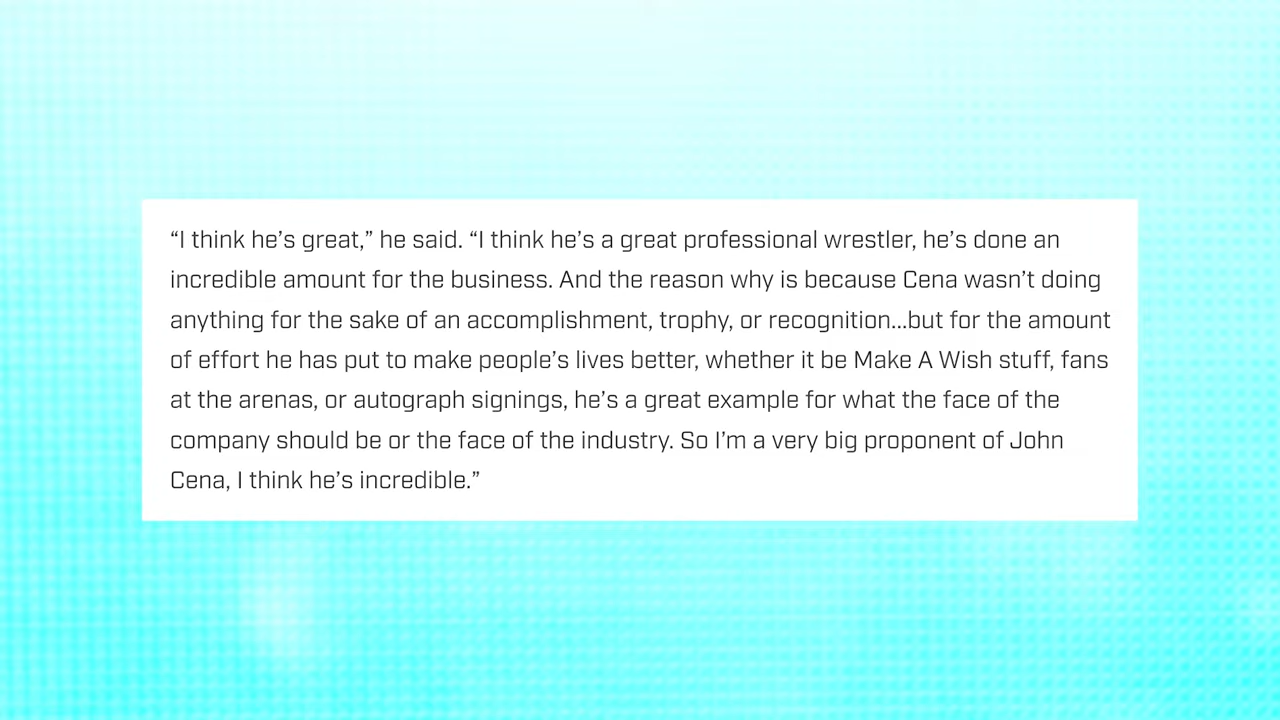 “I think he’s great,” he said. “I think he’s a great professional wrestler, he’s done an
incredible amount for the business. And the reason why is because Cena wasn’t doing
anything for the sake of an accomplishment, trophy, or recognition...but for the amount
of effort he has put to make people’s lives better, whether it be Make A Wish stuff, fans
at the arenas, or autograph signings, he’s a great example for what the face of the
company should be or the face of the industry. So I’m a very big proponent of John
Cena, I think he’s incredible.”